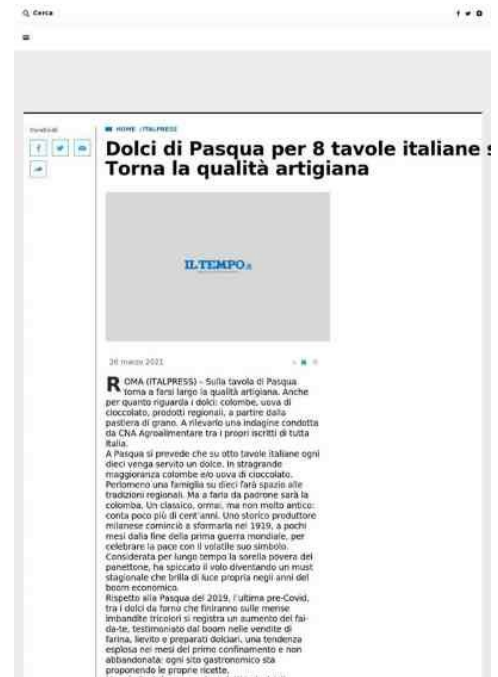 Cerca
Condividi:
HOME / ITALPRESS
Dolci di Pasqua per 8 tavole italiane s
Torna la qualità artigiana
IL TEMPO.it
26 marzo 2021
ROMA (ITALPRESS) – Sulla tavola di Pasqua
torna a farsi largo la qualità artigiana. Anche
per quanto riguarda i dolci: colombe, uova di
cioccolato, prodotti regionali, a partire dalla
pastiera di grano. A rilevarlo una indagine condotta
da CNA Agroalimentare tra i propri iscritti di tutta
Italia.
A Pasqua si prevede che su otto tavole italiane ogni
dieci venga servito un dolce. In stragrande
maggioranza colombe e/o uova di cioccolato.
Perlomeno una famiglia su dieci farà spazio alle
tradizioni regionali. Ma a farla da padrone sarà la
colomba. Un classico, ormai, ma non molto antico:
conta poco più di cent'anni. Uno storico produttore
milanese cominciò a sfornarla nel 1919, a pochi
mesi dalla fine della prima guerra mondiale, per
celebrare la pace con il volatile suo simbolo.
Considerata per lungo tempo la sorella povera del
panettone, ha spiccato il volo diventando un must
stagionale che brilla di luce propria negli anni del
boom economico.
Rispetto alla Pasqua del 2019, l'ultima pre-Covid,
tra i dolci da forno che finiranno sulle mense
imbandite tricolori si registra un aumento del fai-
da-te, testimoniato dal boom nelle vendite di
farina, lievito e preparati dolciari, una tendenza
esplosa nei mesi del primo confinamento e non
abbandonata: ogni sito gastronomico sta
proponendo le proprie ricette.